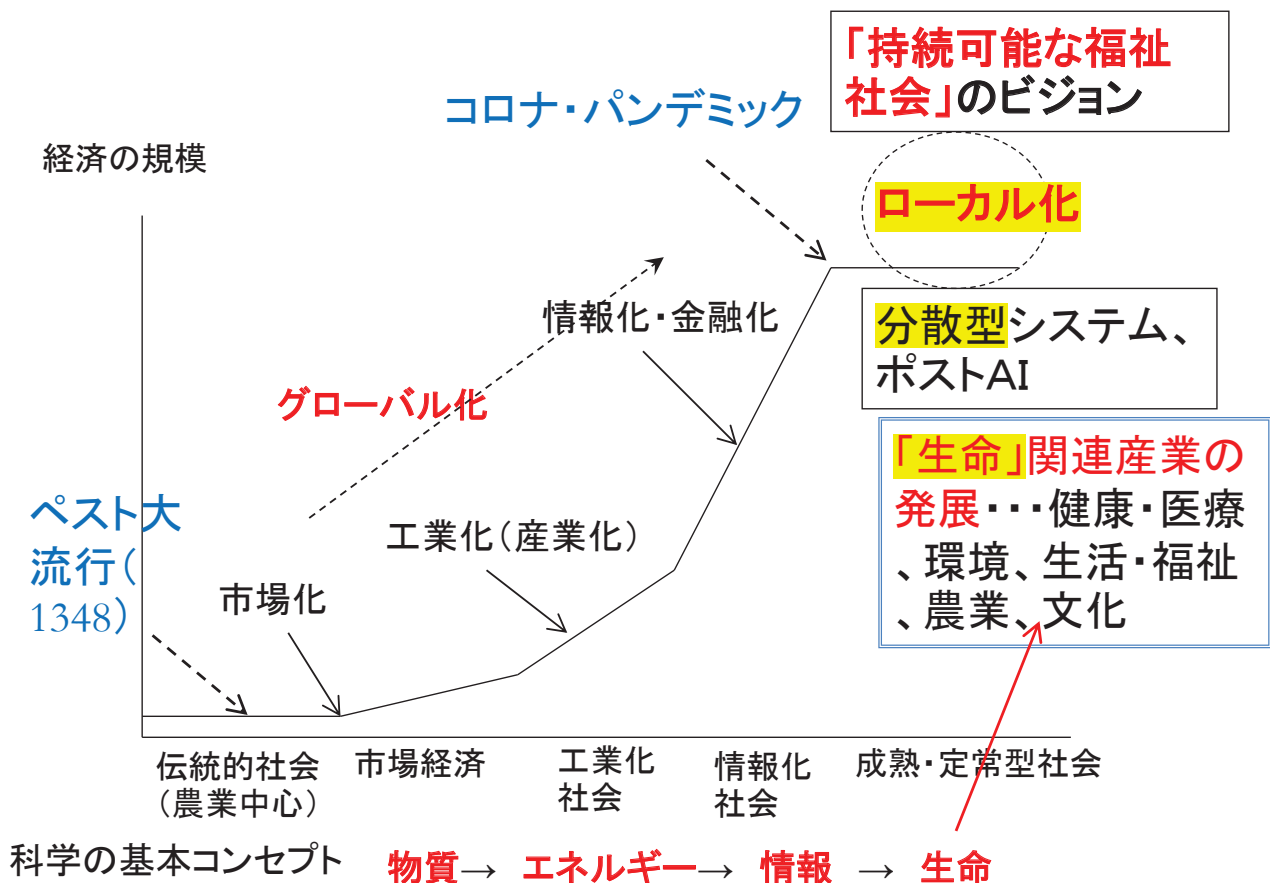 「持続可能な福祉
社会」のビジョン
コロナ・パンデミック
経済の規模
ローカル化
情報化・金融化
分散型システム、
ポストAI
グローバル化
「生命」関連産業の
発展・・・健康・医療
、環境、生活・福祉
、農業、文化
ペスト大
流行(
1348)
工業化(産業化)
市場化
伝統的社会
(農業中心)
市場経済
工業化
社会
情報化
社会
成熟・定常型社会
科学の基本コンセプト 物質→ エネルギー→ 情報 → 生命